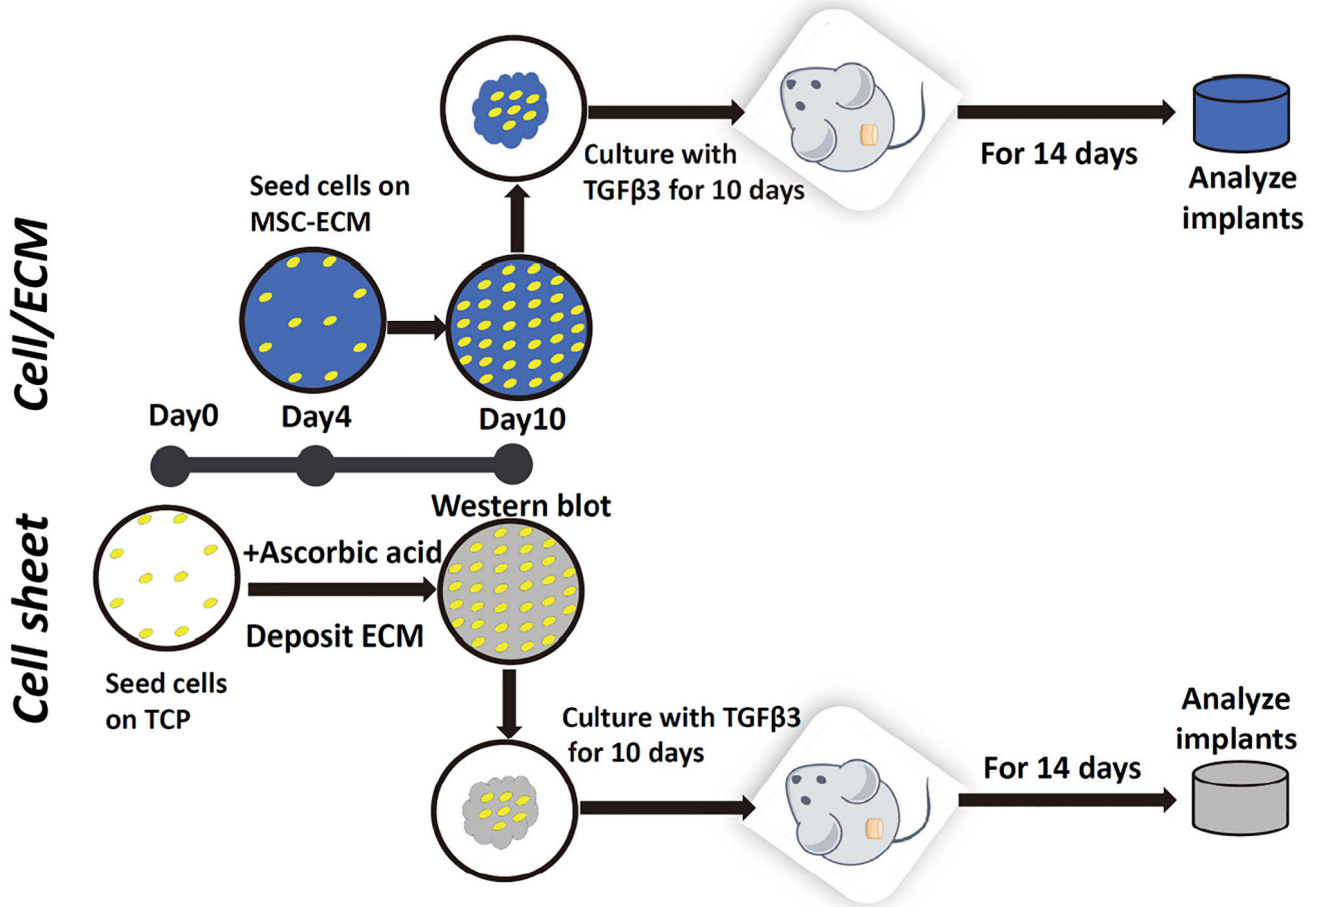 Cell/ECM
Seed cells on
MSC-ECM
Culture with
TGFβ3 for 10 days
For 14 days
Analyze
implants
Day0
Day4
Day10
Cell sheet
Western blot
+Ascorbic acid
Deposit ECM
Seed cells
on TCP
Culture with TGFβ3
for 10 days
For 14 days
Analyze
implants